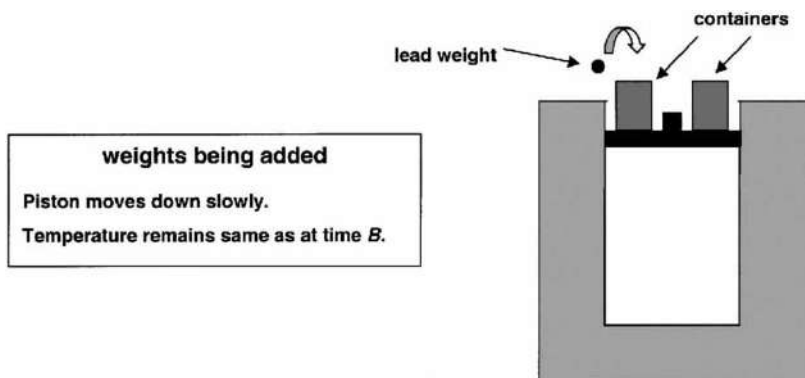 containers
lead weight
weights being added
Piston moves down slowly.
Temperature remains same as at time B.